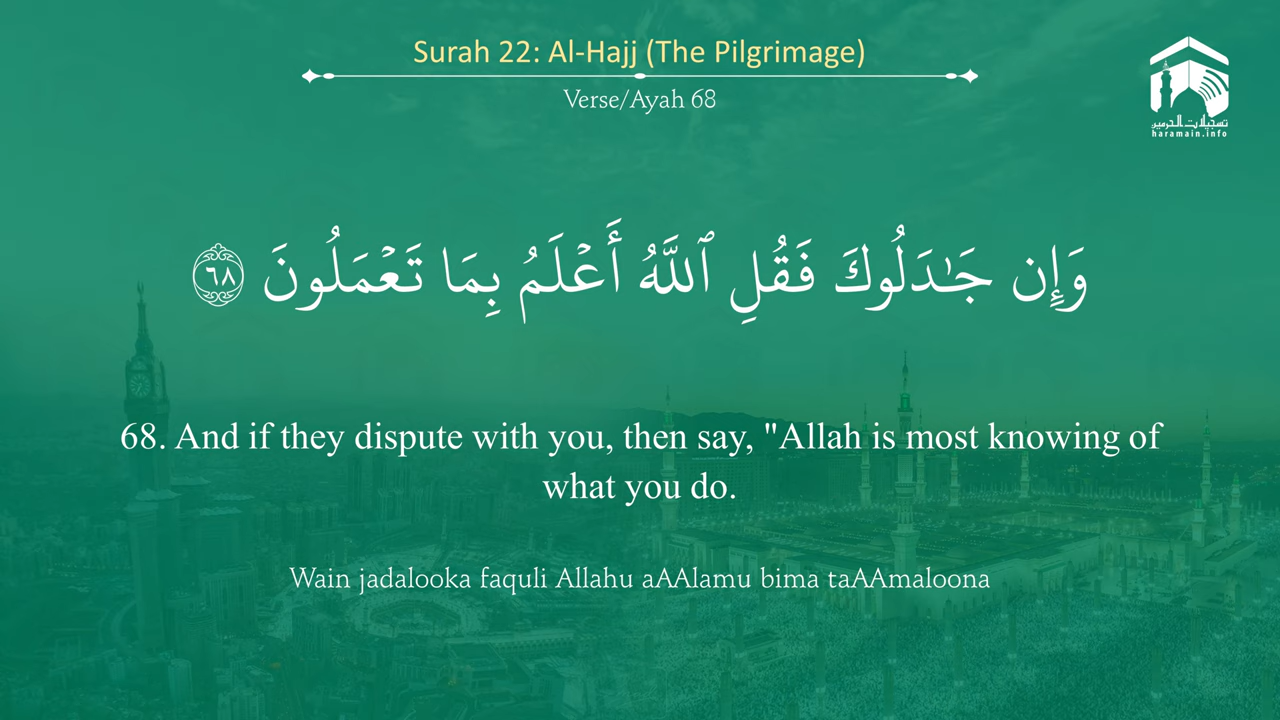 Surah 22: Al-Hajj (The Pilgrimage)
Verse/Ayah 68
تسجيلات الحرمين
haramain.info
وَإِن جَـٰدَلُوكَ فَقُلِ ٱللَّهُ أَعْلَمُ بِمَا تَعْمَلُونَ ٦٨
68. And if they dispute with you, then say, "Allah is most knowing of
what you do.
Wain jadalooka faquli Allahu aAAlamu bima taAAmaloona